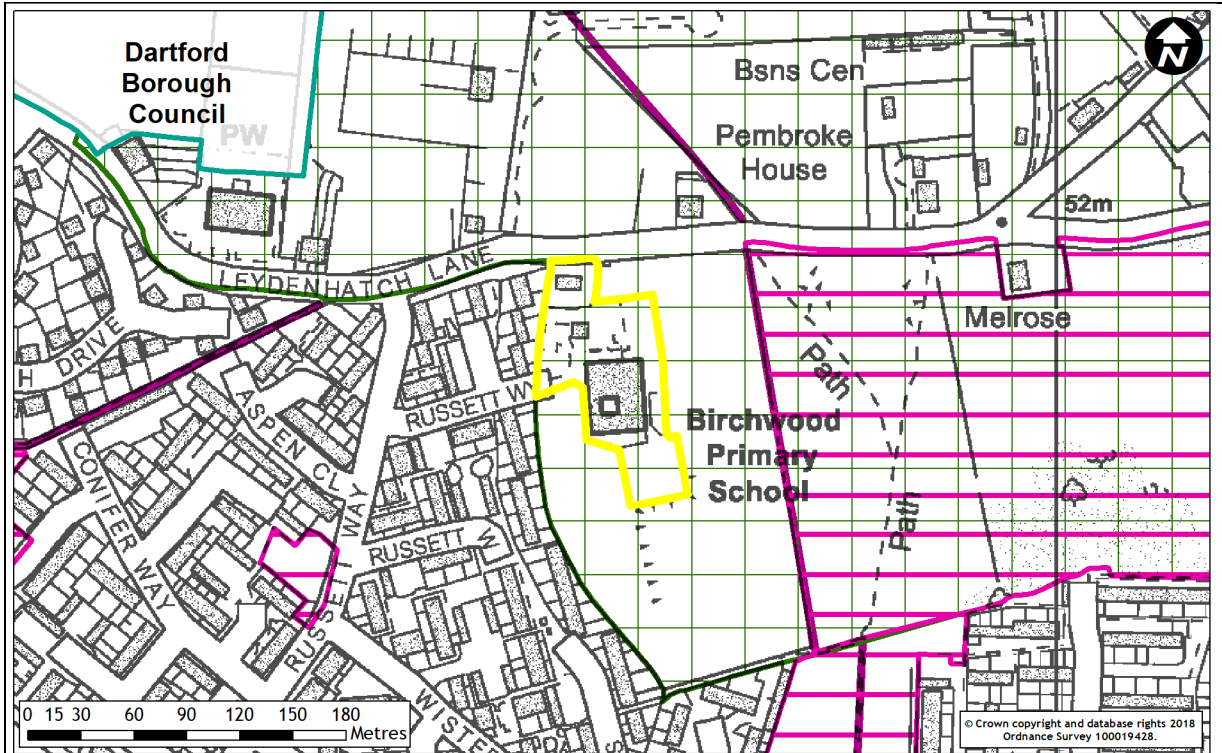 Dartford
Borough
Council
PW
N
Bsns Cen
Pembroke
House
52m
LEYDENHATCH LANE
Melrose
H DRIVE
Path
RUSSETT W
ASPEN CL
Birchwood
Primary
School
CONIFER WAY
RUSSETT WAY
RUSSETT W
Path
WISTE
0 15 30 60 90 120 150 180
Metres
© Crown copyright and database rights 2018
Ordnance Survey 100019428.